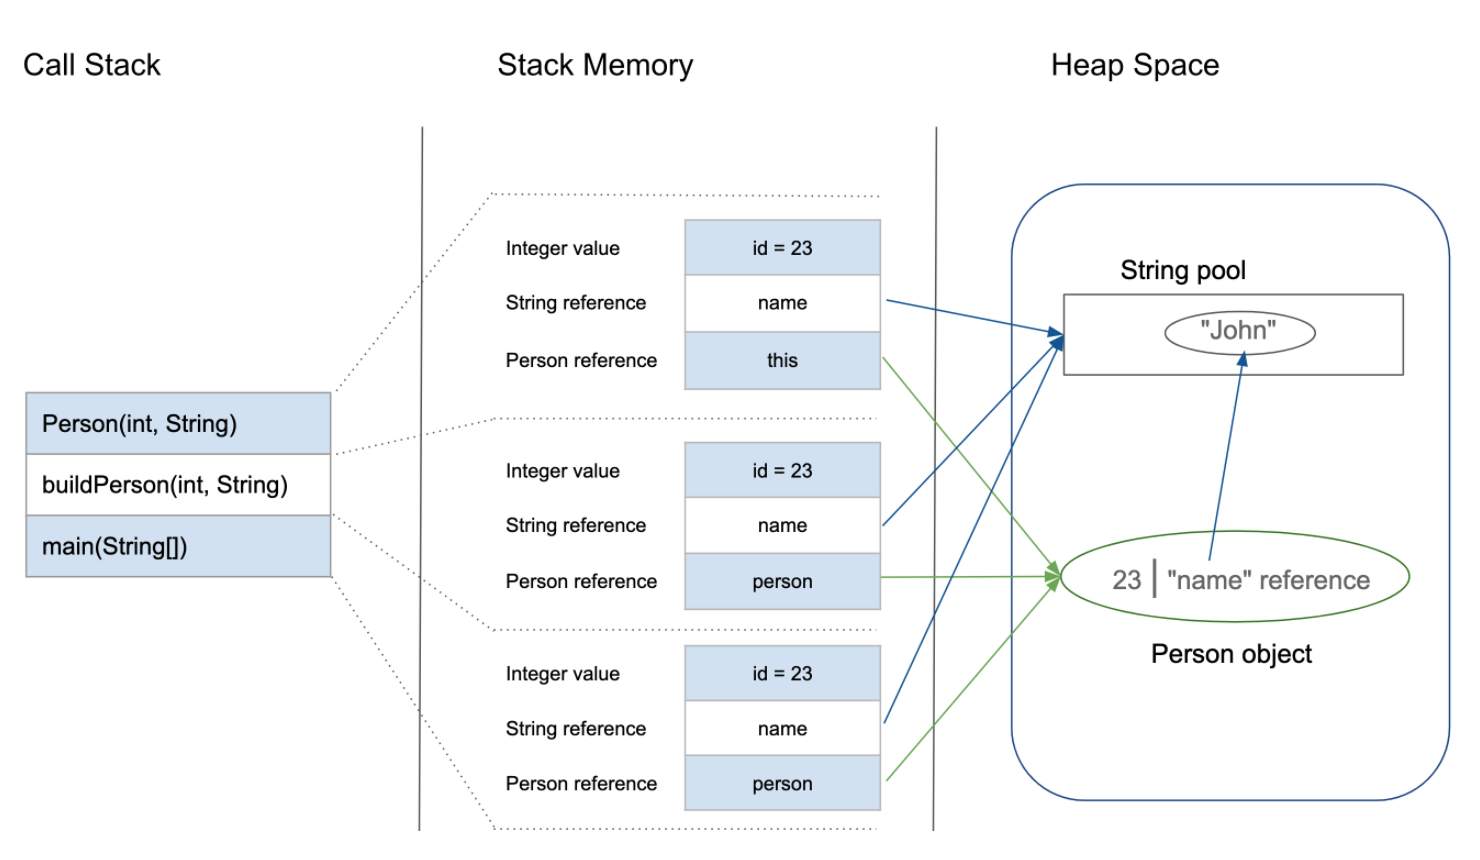 Call Stack
Stack Memory
Heap Space
Person(int, String)
buildPerson(int, String)
main(String[])
Integer value
id = 23
String reference
name
Person reference
this
Integer value
id = 23
String reference
name
Person reference
person
Integer value
id = 23
String reference
name
Person reference
person
String pool
"John"
23 | "name" reference
Person object